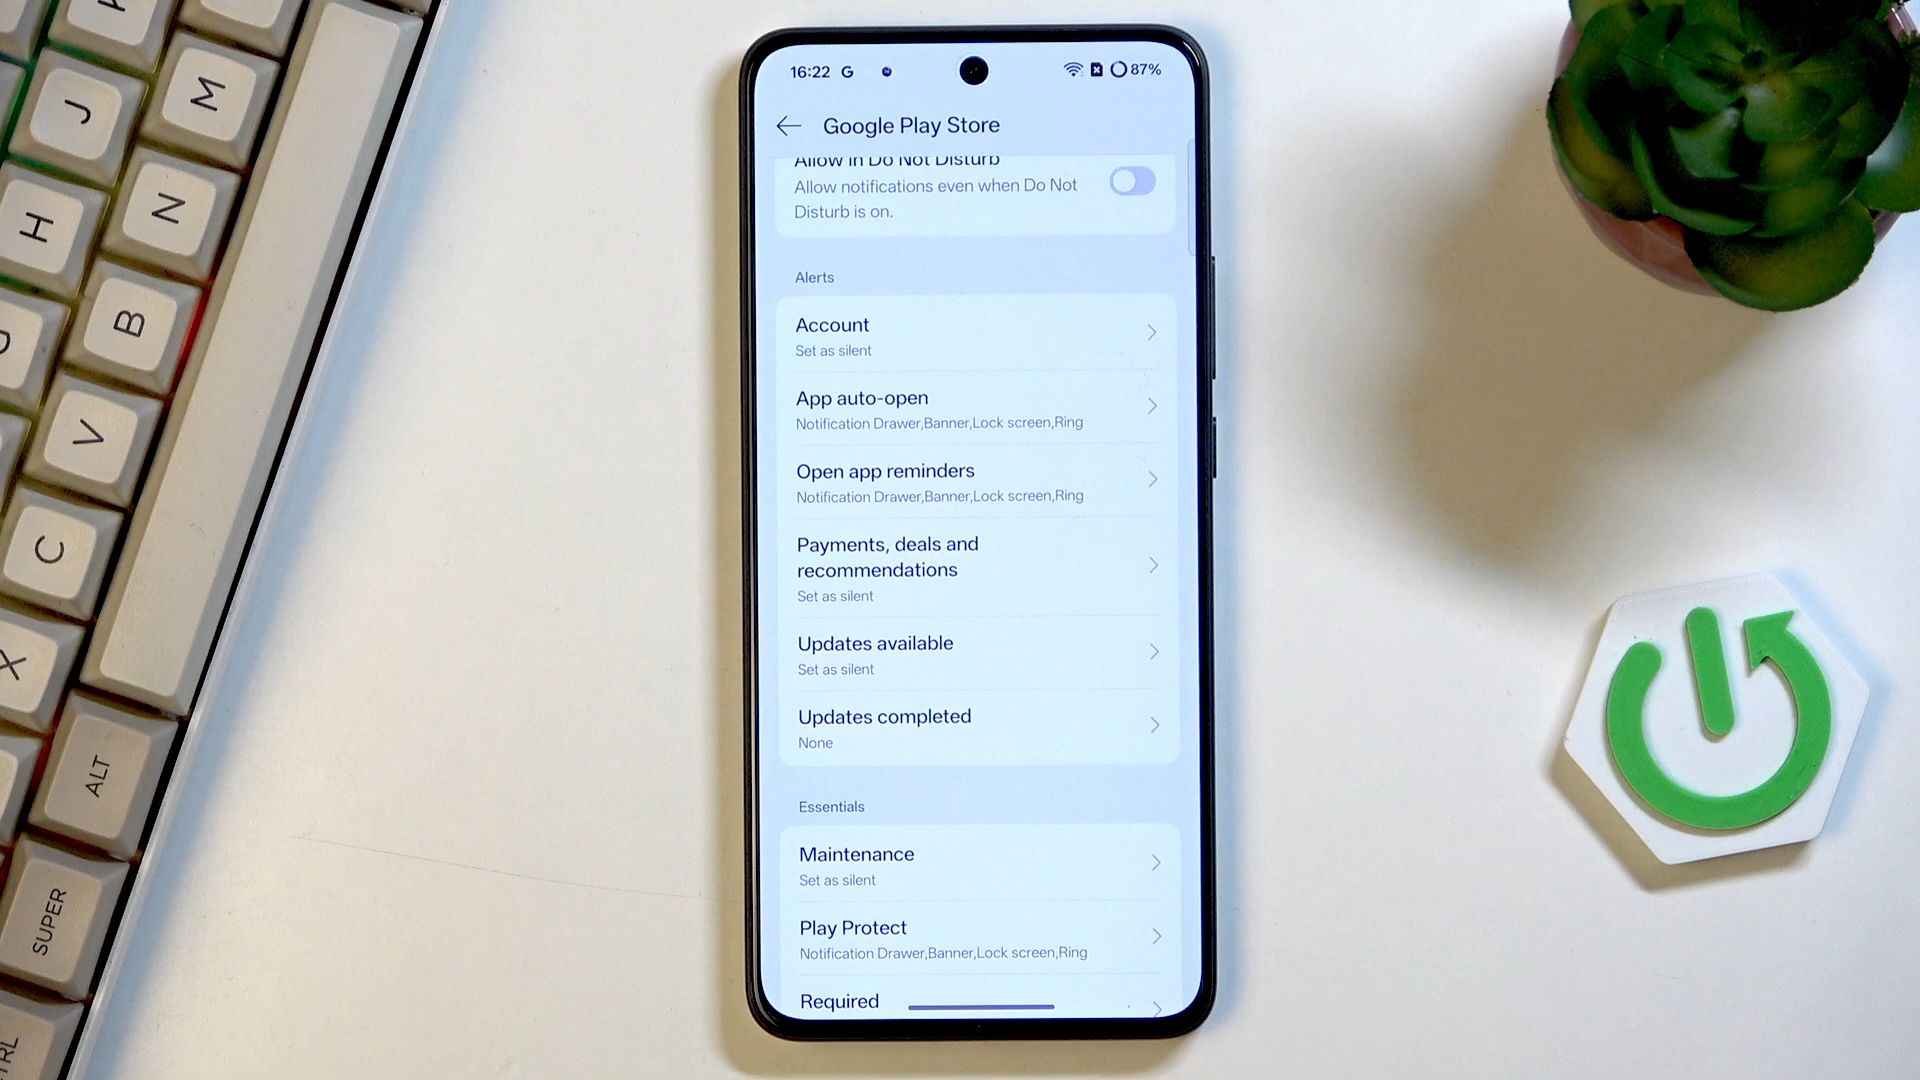 16:22 G 87%
Google Play Store
Allow in Do Not Disturb
Allow notifications even when Do Not
Disturb is on.
Alerts
Account
Set as silent
App auto-open
Notification Drawer,Banner,Lock screen,Ring
Open app reminders
Notification Drawer,Banner,Lock screen,Ring
Payments, deals and
recommendations
Set as silent
Updates available
Set as silent
Updates completed
None
Essentials
Maintenance
Set as silent
Play Protect
Notification Drawer,Banner,Lock screen,Ring
Required
J
M
H
N
B
V
C
X
ALT
SUPER